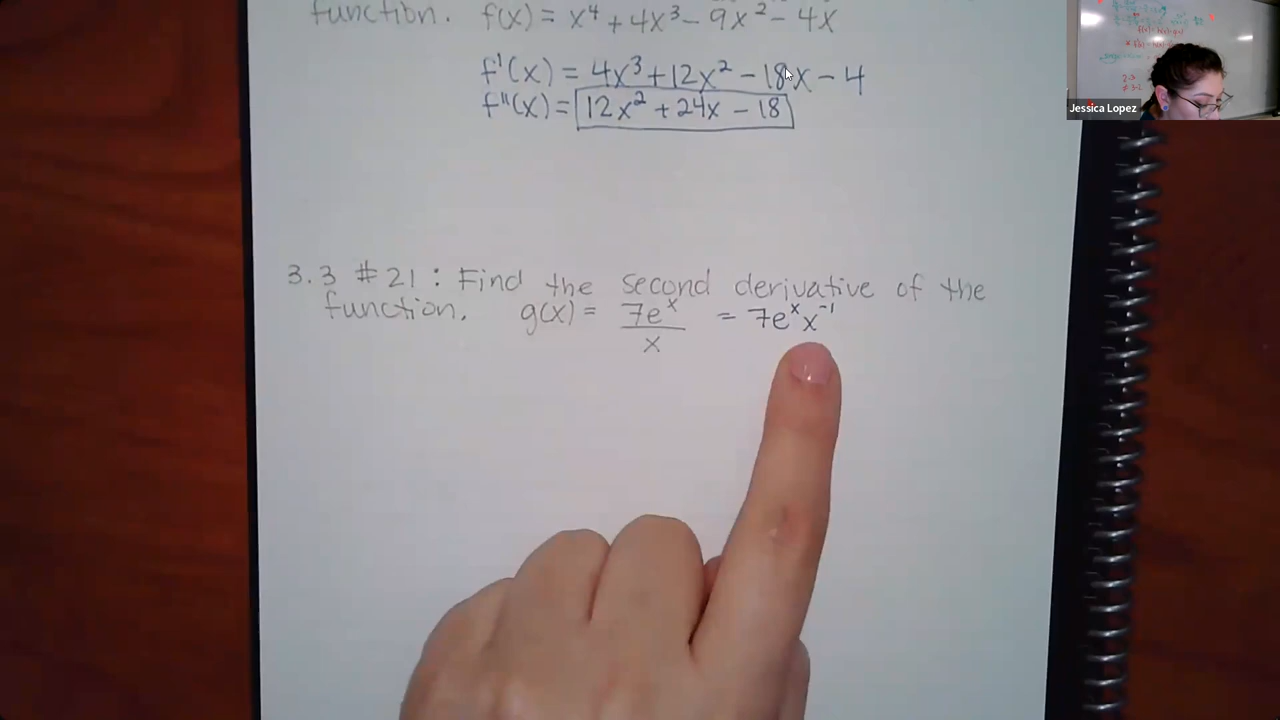 function. f(x) = x⁴ + 4x³ - 9x² - 4x
f'(x) = 4x³ + 12x² - 18x - 4
f''(x) = 12x² + 24x - 18
3.3 # 21: Find the second derivative of the
function. g(x) = 7eˣ/x = 7eˣx⁻¹
Jessica Lopez